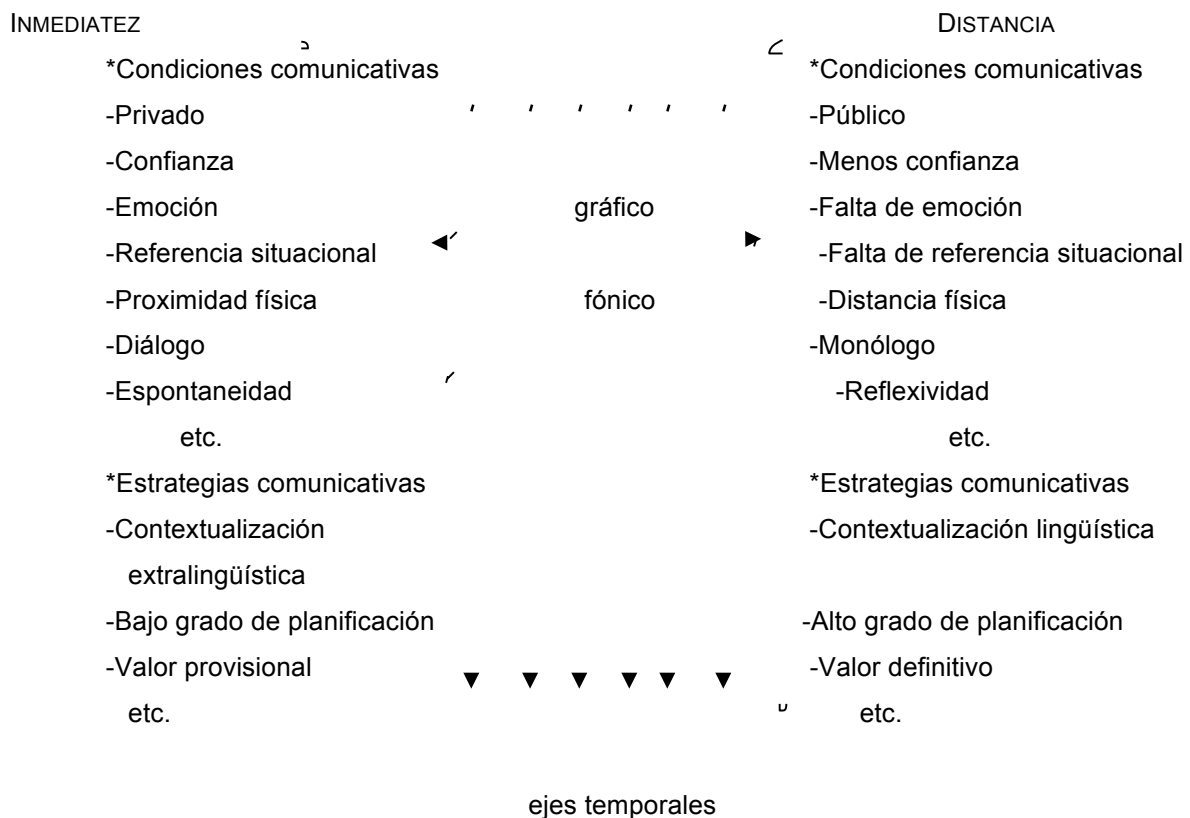 INMEDIATEZ DISTANCIA
*Condiciones comunicativas *Condiciones comunicativas
-Privado -Público
-Confianza -Menos confianza
-Emoción gráfico -Falta de emoción
-Referencia situacional -Falta de referencia situacional
-Proximidad física fónico -Distancia física
-Diálogo -Monólogo
-Espontaneidad -Reflexividad
etc. etc.
*Estrategias comunicativas *Estrategias comunicativas
-Contextualización -Contextualización lingüística
extralingüística
-Bajo grado de planificación -Alto grado de planificación
-Valor provisional -Valor definitivo
etc. etc.
ejes temporales